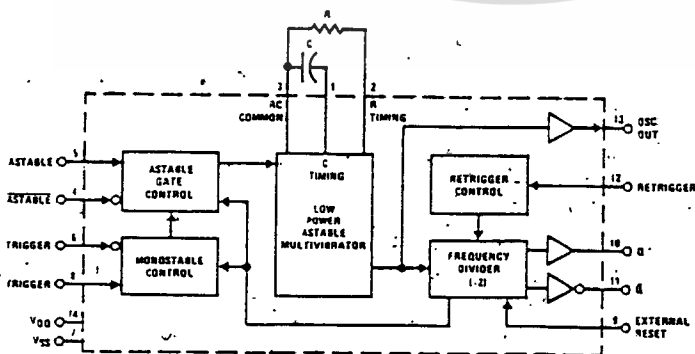 R
C
3
1
2
AC
COMMON
R
TIMING
13
OSC
OUT
ASTABLE
5
ASTABLE
4
ASTABLE
GATE
CONTROL
C
TIMING
LOW
POWER
ASTABLE
MULTIVIBRATOR
RETRIGGER
CONTROL
12
RETRIGGER
TRIGGER
6
TRIGGER
8
MONOSTABLE
CONTROL
FREQUENCY
DIVIDER
(-2)
10
Q
11
Q
VDD
14
VSS
7
9
EXTERNAL
RESET